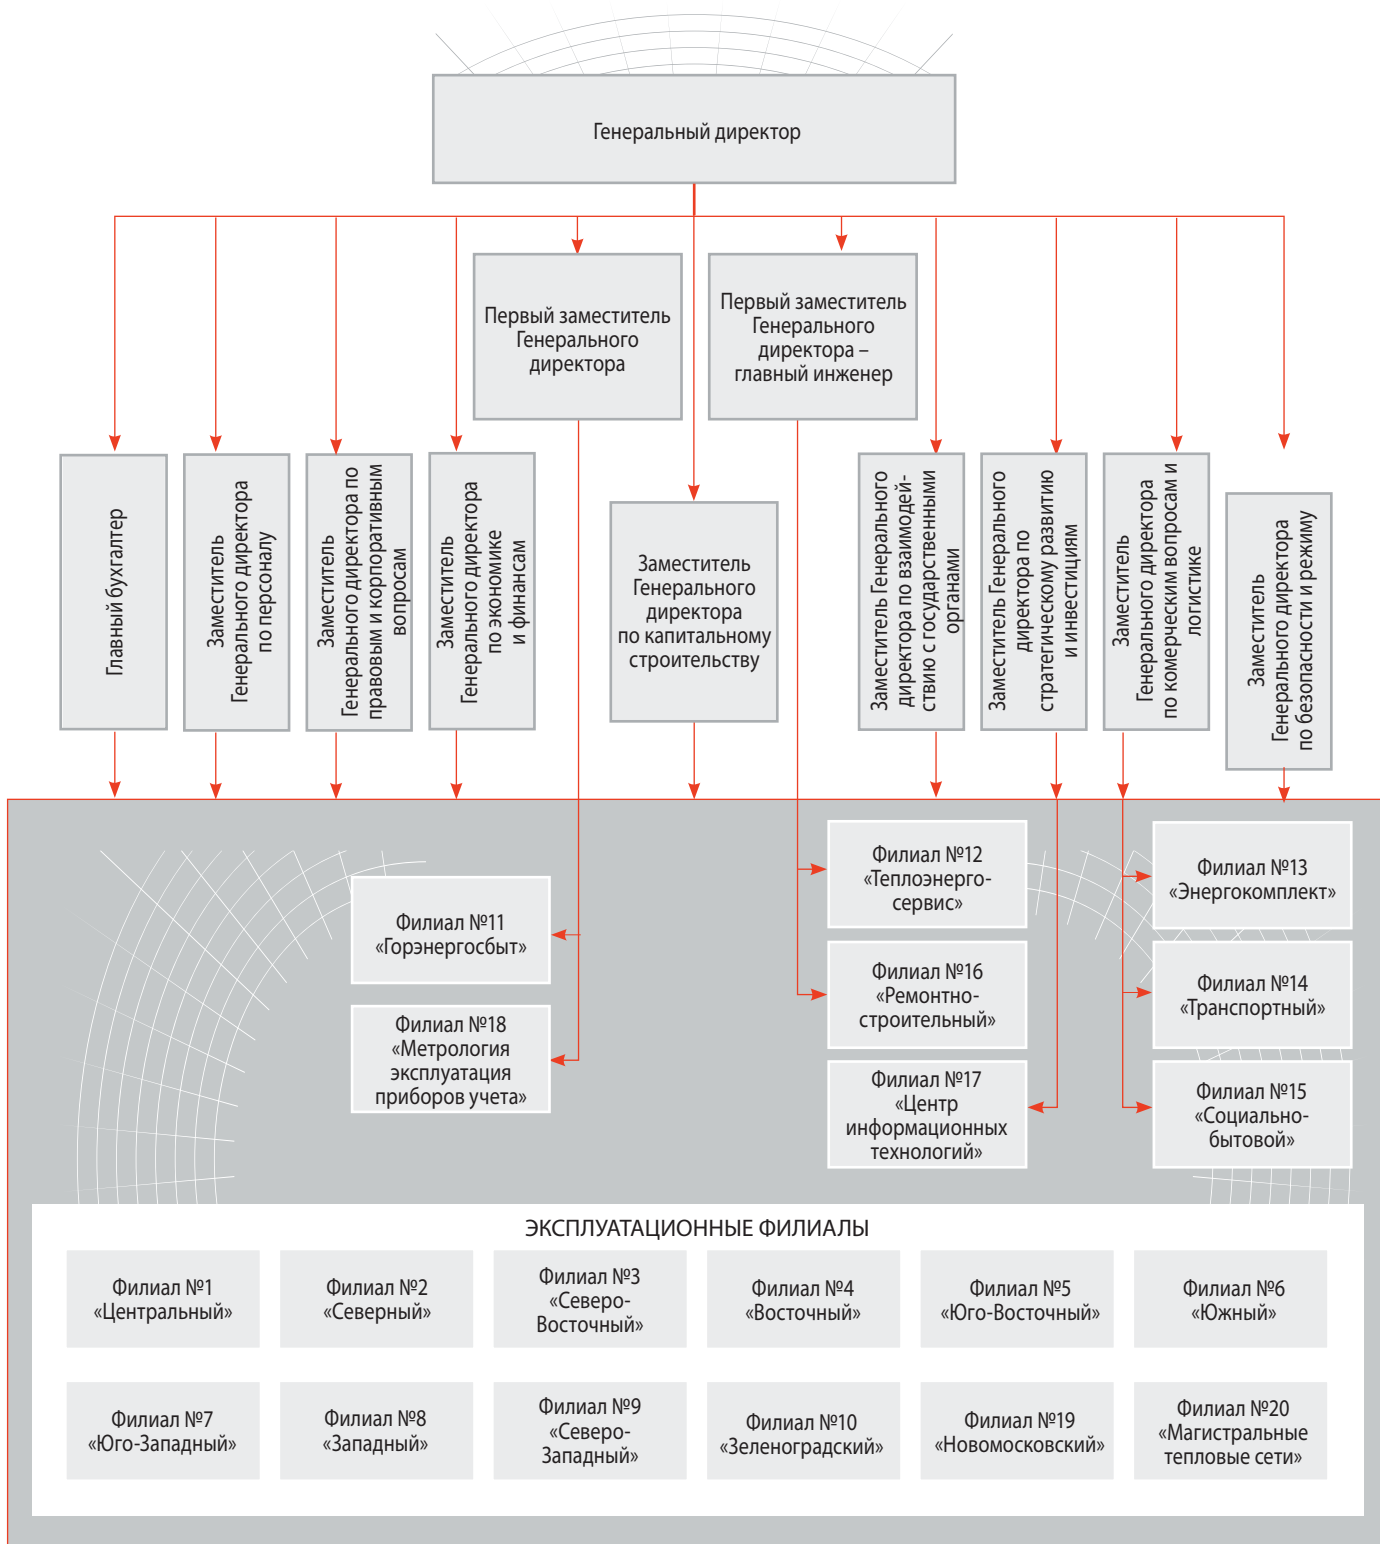 Генеральный директор
Первый заместитель
Генерального
директора
Первый заместитель
Генерального
директора –
главный инженер
Главный бухгалтер
Заместитель
Генерального директора
по персоналу
Заместитель
Генерального директора по
правовым и корпоративным
вопросам
Заместитель
Генерального директора
по экономике
и финансам
Заместитель
Генерального
директора
по капитальному
строительству
Заместитель Генерального
директора по взаимодей-
ствию с государственными
органами
Заместитель Генерального
директора по
стратегическому развитию
и инвестициям
Заместитель
Генерального директора
по комерческим вопросам и
логистике
Заместитель
Генерального директора
по безопасности и режиму
Филиал №11
«Горэнергосбыт»
Филиал №18
«Метрология
эксплуатация
приборов учета»
Филиал №12
«Теплоэнерго-
сервис»
Филиал №16
«Ремонтно-
строительный»
Филиал №17
«Центр
информационных
технологий»
Филиал №13
«Энергокомплект»
Филиал №14
«Транспортный»
Филиал №15
«Социально-
бытовой»
ЭКСПЛУАТАЦИОННЫЕ ФИЛИАЛЫ
Филиал №1
«Центральный»
Филиал №2
«Северный»
Филиал №3
«Северо-
Восточный»
Филиал №4
«Восточный»
Филиал №5
«Юго-Восточный»
Филиал №6
«Южный»
Филиал №7
«Юго-Западный»
Филиал №8
«Западный»
Филиал №9
«Северо-
Западный»
Филиал №10
«Зеленоградский»
Филиал №19
«Новомосковский»
Филиал №20
«Магистральные
тепловые сети»